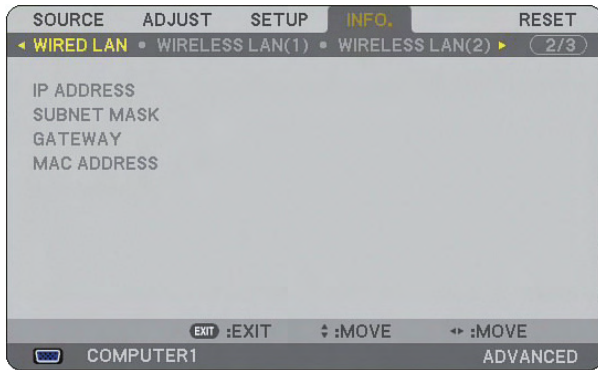 SOURCE ADJUST SETUP INFO. RESET
WIRED LAN • WIRELESS LAN(1) • WIRELESS LAN(2) 2/3
IP ADDRESS
SUBNET MASK
GATEWAY
MAC ADDRESS
EXIT :EXIT :MOVE :MOVE
COMPUTER1 ADVANCED